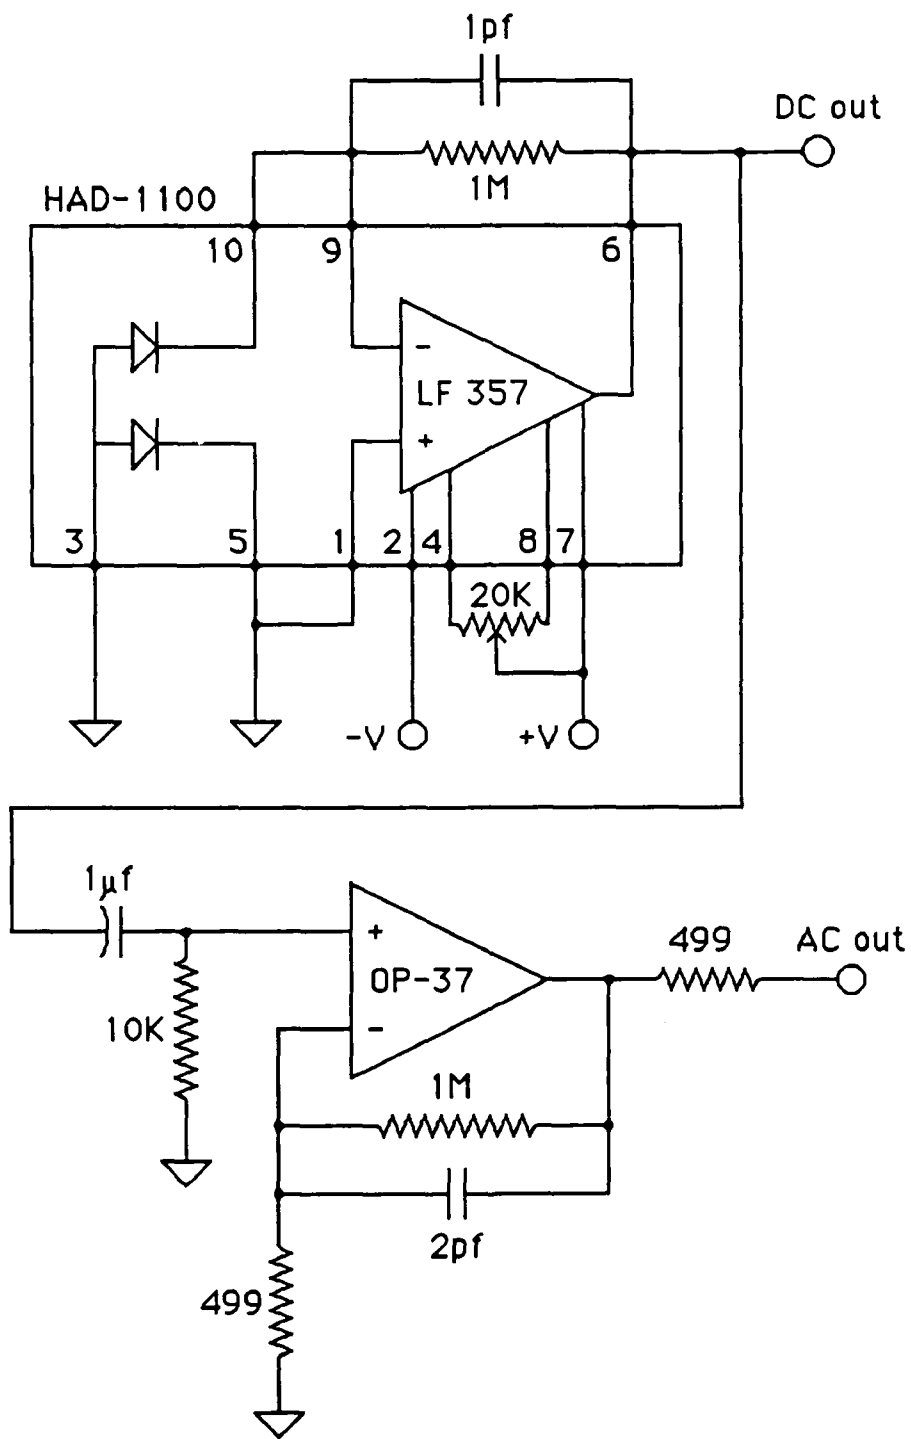 1pf
DC out
1M
HAD-1100
10 9 6
-
LF 357
+
3 5 1 2 4 8 7
20K
-V +V
1µf
+
499 AC out
OP-37
10K
-
1M
2pf
499